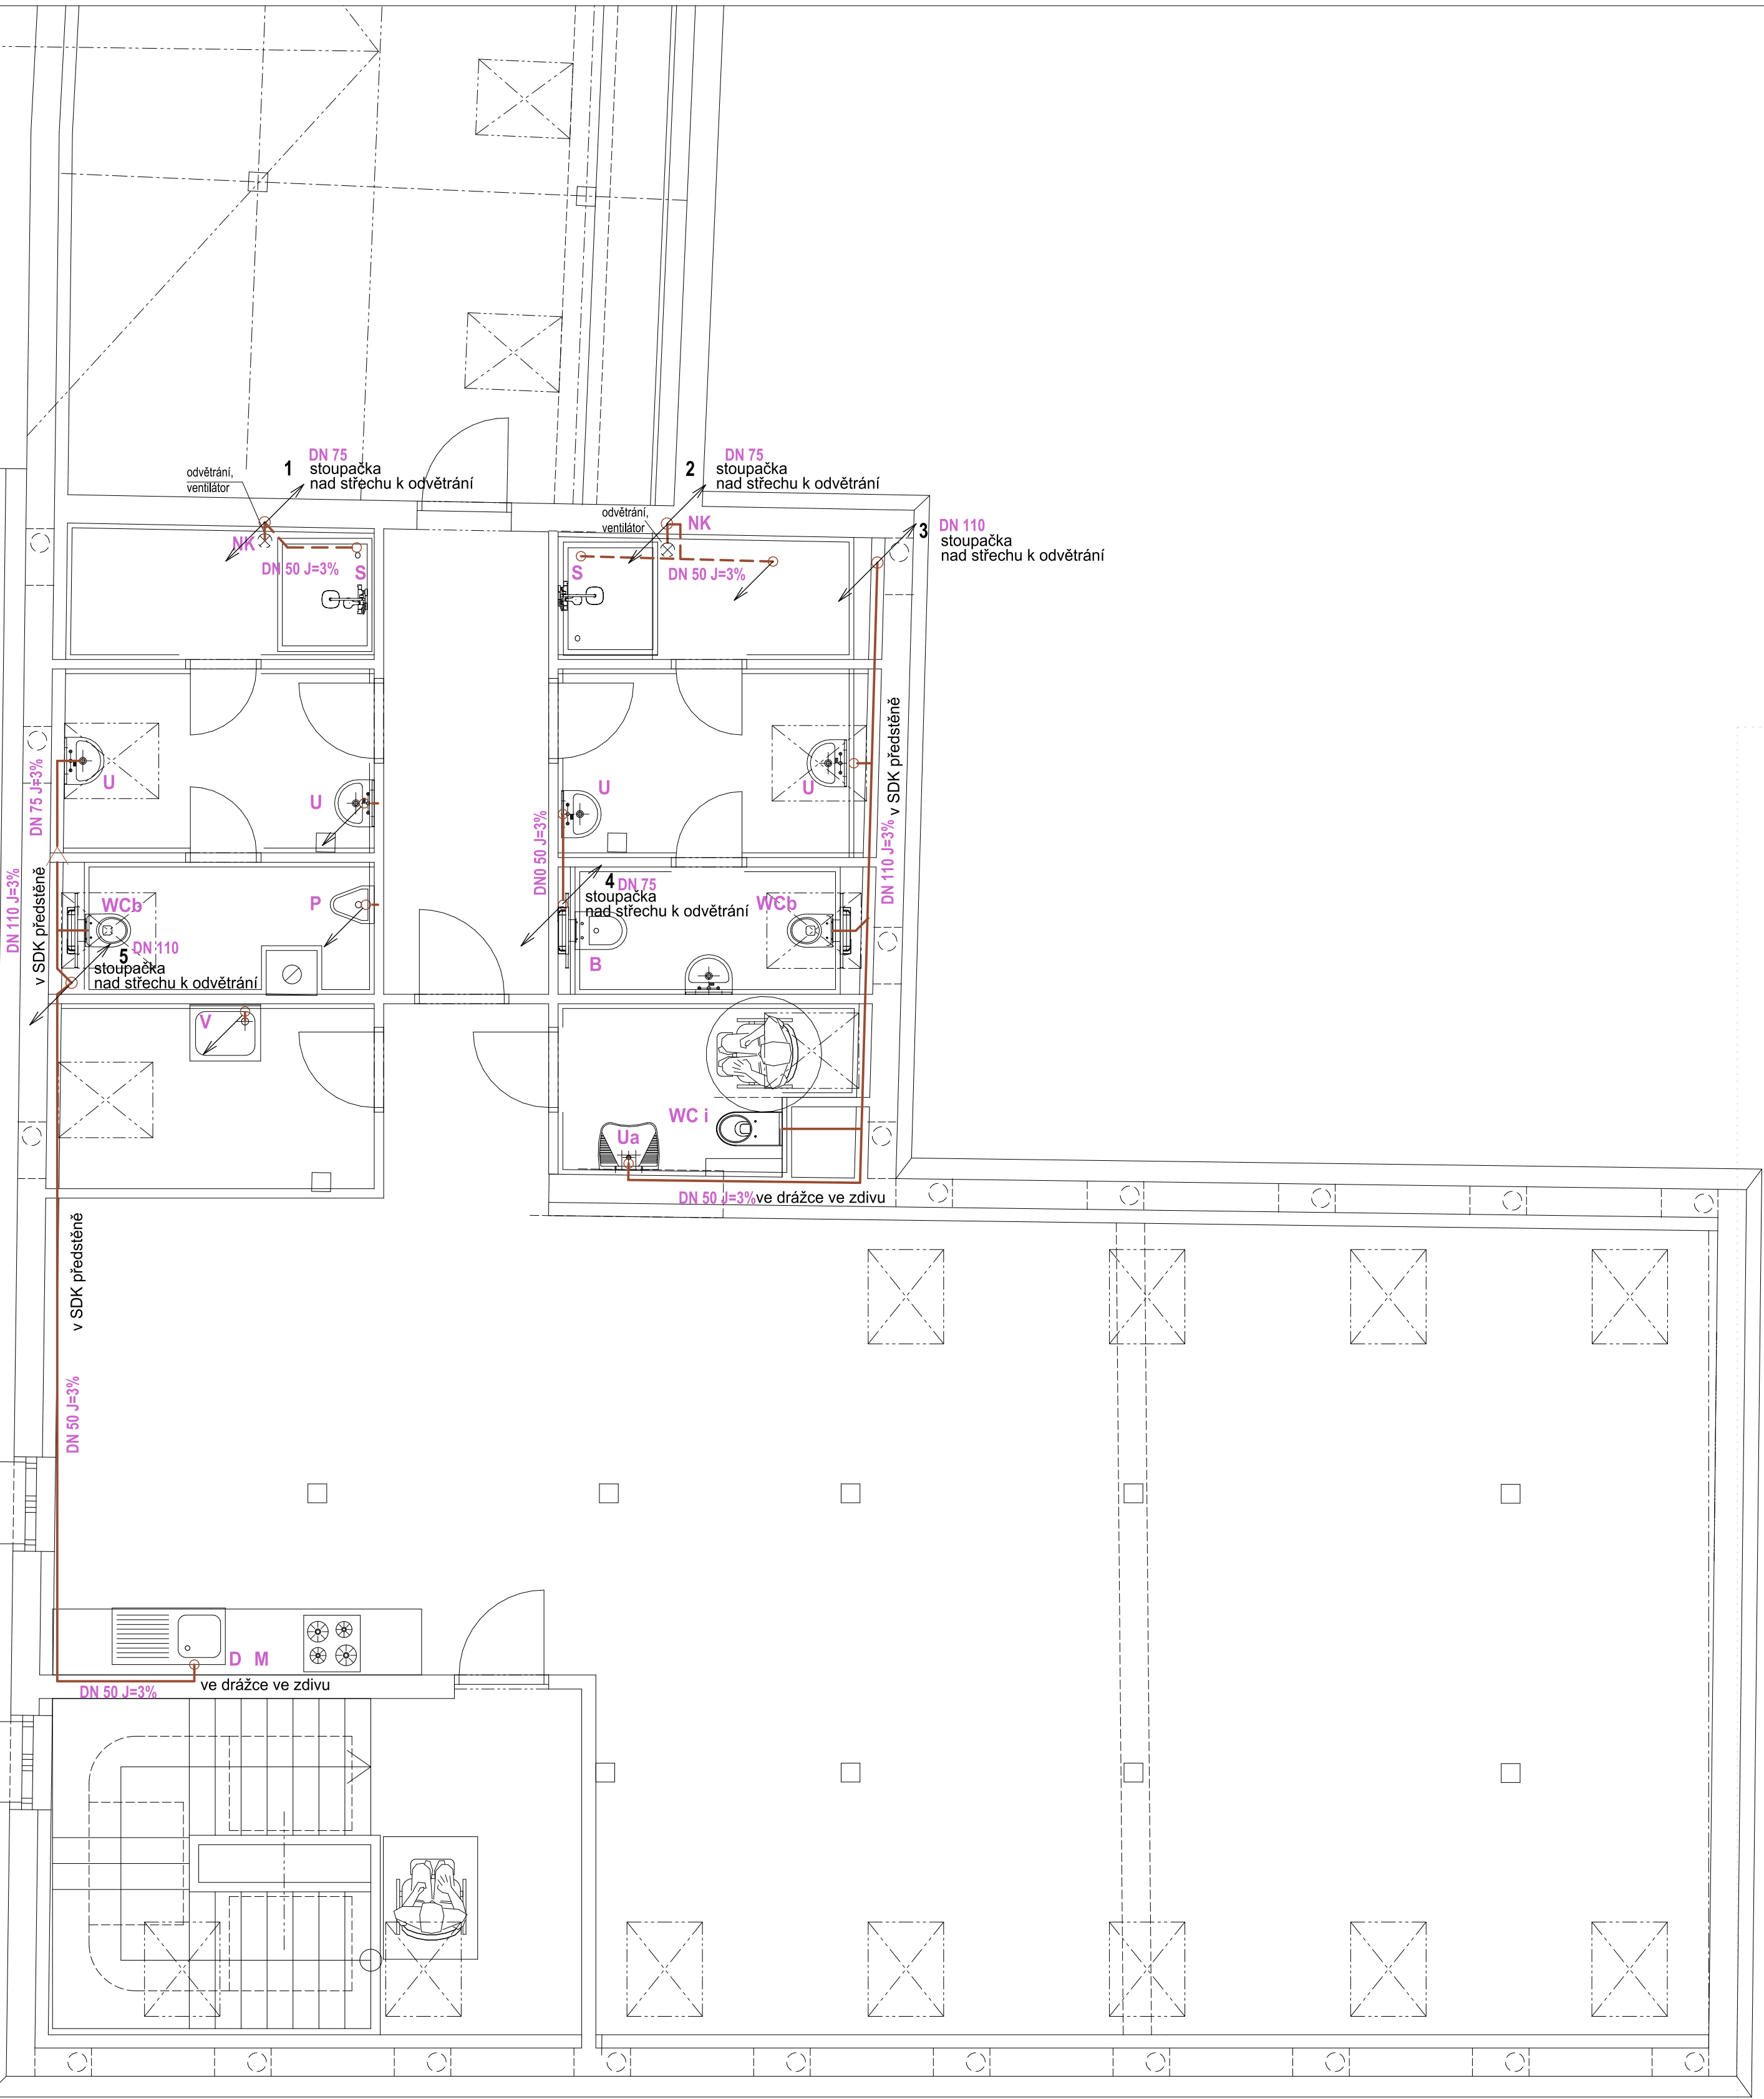 DN 75
1 stoupačka
nad střechu k odvětrání
odvětrání,
ventilátor
NK
DN 50 J=3%
S
DN 75
2 stoupačka
nad střechu k odvětrání
odvětrání,
ventilátor
NK
S
DN 50 J=3%
DN 110
3 stoupačka
nad střechu k odvětrání
U
U
U
U
DN 75 J=3%
DN0 50 J=3%
v SDK předstěně
DN 110 J=3%
DN 110 J=3%
v SDK předstěně
WCb
P
4 DN 75
stoupačka
nad střechu k odvětrání
WCb
B
5 DN 110
stoupačka
nad střechu k odvětrání
V
WC i
Ua
DN 50 J=3% ve drážce ve zdivu
v SDK předstěně
DN 50 J=3%
D M
ve drážce ve zdivu
DN 50 J=3%